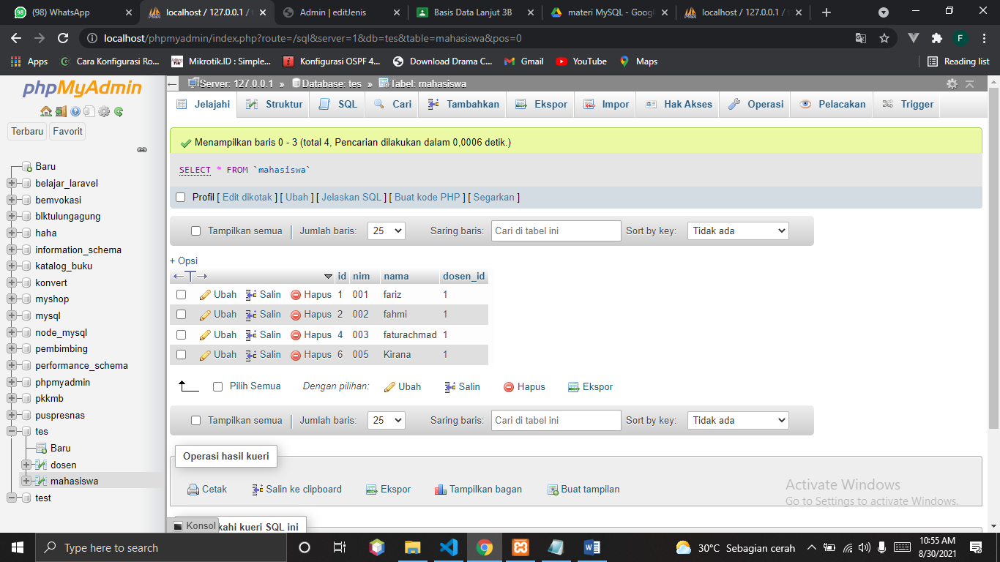 (98) WhatsApp
localhost / 127.0.0.1 / t
Admin | editJenis
Basis Data Lanjut 3B
materi MySQL - Googl
localhost / 127.0.0.1 / t
localhost/phpmyadmin/index.php?route=/sql&server=1&db=tes&table=mahasiswa&pos=0
F
Apps
Cara Konfigurasi Ro...
Mikrotik.ID : Simple...
Konfigurasi OSPF 4...
Download Drama C...
Gmail
YouTube
Maps
Reading list
phpMyAdmin
Terbaru
Favorit
Baru
belajar_laravel
bemvokasi
blktulungagung
haha
information_schema
katalog_buku
konvert
myshop
mysql
node_mysql
pembimbing
performance_schema
phpmyadmin
pkkmb
puspresnas
tes
Baru
dosen
mahasiswa
test
Server: 127.0.0.1 » Database: tes » Tabel: mahasiswa
Jelajahi Struktur SQL Cari Tambahkan Ekspor Impor Hak Akses Operasi Pelacakan Trigger
Menampilkan baris 0 - 3 (total 4, Pencarian dilakukan dalam 0,0006 detik.)
SELECT * FROM `mahasiswa`
Profil [ Edit dikotak ] [ Ubah ] [ Jelaskan SQL ] [ Buat kode PHP ] [ Segarkan ]
Tampilkan semua | Jumlah baris: 25 Saring baris: Cari di tabel ini Sort by key: Tidak ada
+ Opsi
id nim nama dosen_id
Ubah Salin Hapus 1 001 fariz 1
Ubah Salin Hapus 2 002 fahmi 1
Ubah Salin Hapus 4 003 faturachmad 1
Ubah Salin Hapus 6 005 Kirana 1
Pilih Semua Dengan pilihan: Ubah Salin Hapus Ekspor
Tampilkan semua | Jumlah baris: 25 Saring baris: Cari di tabel ini Sort by key: Tidak ada
Operasi hasil kueri
Cetak Salin ke clipboard Ekspor Tampilkan bagan Buat tampilan
Activate Windows
Go to Settings to activate Windows.
Konsol
kahi kueri SQL ini
Type here to search
30°C Sebagian cerah
10:55 AM
8/30/2021